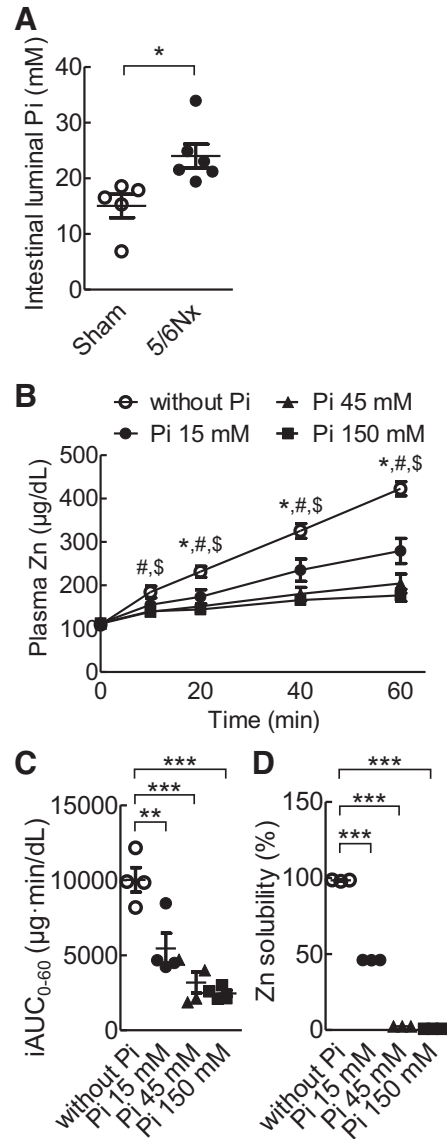 A
*
40
30
20
10
0
Intestinal luminal Pi (mM)
Sham
5/6Nx
B
without Pi
Pi 45 mM
Pi 15 mM
Pi 150 mM
500
400
300
200
100
0
Plasma Zn (µg/dL)
#,$
*,#,$
*,#,$
*,#,$
0
20
40
60
Time (min)
C
***
***
**
15000
10000
5000
0
iAUC0-60 (µg·min/dL)
without Pi
Pi 15 mM
Pi 45 mM
Pi 150 mM
D
***
***
***
150
100
50
0
Zn solubility (%)
without Pi
Pi 15 mM
Pi 45 mM
Pi 150 mM